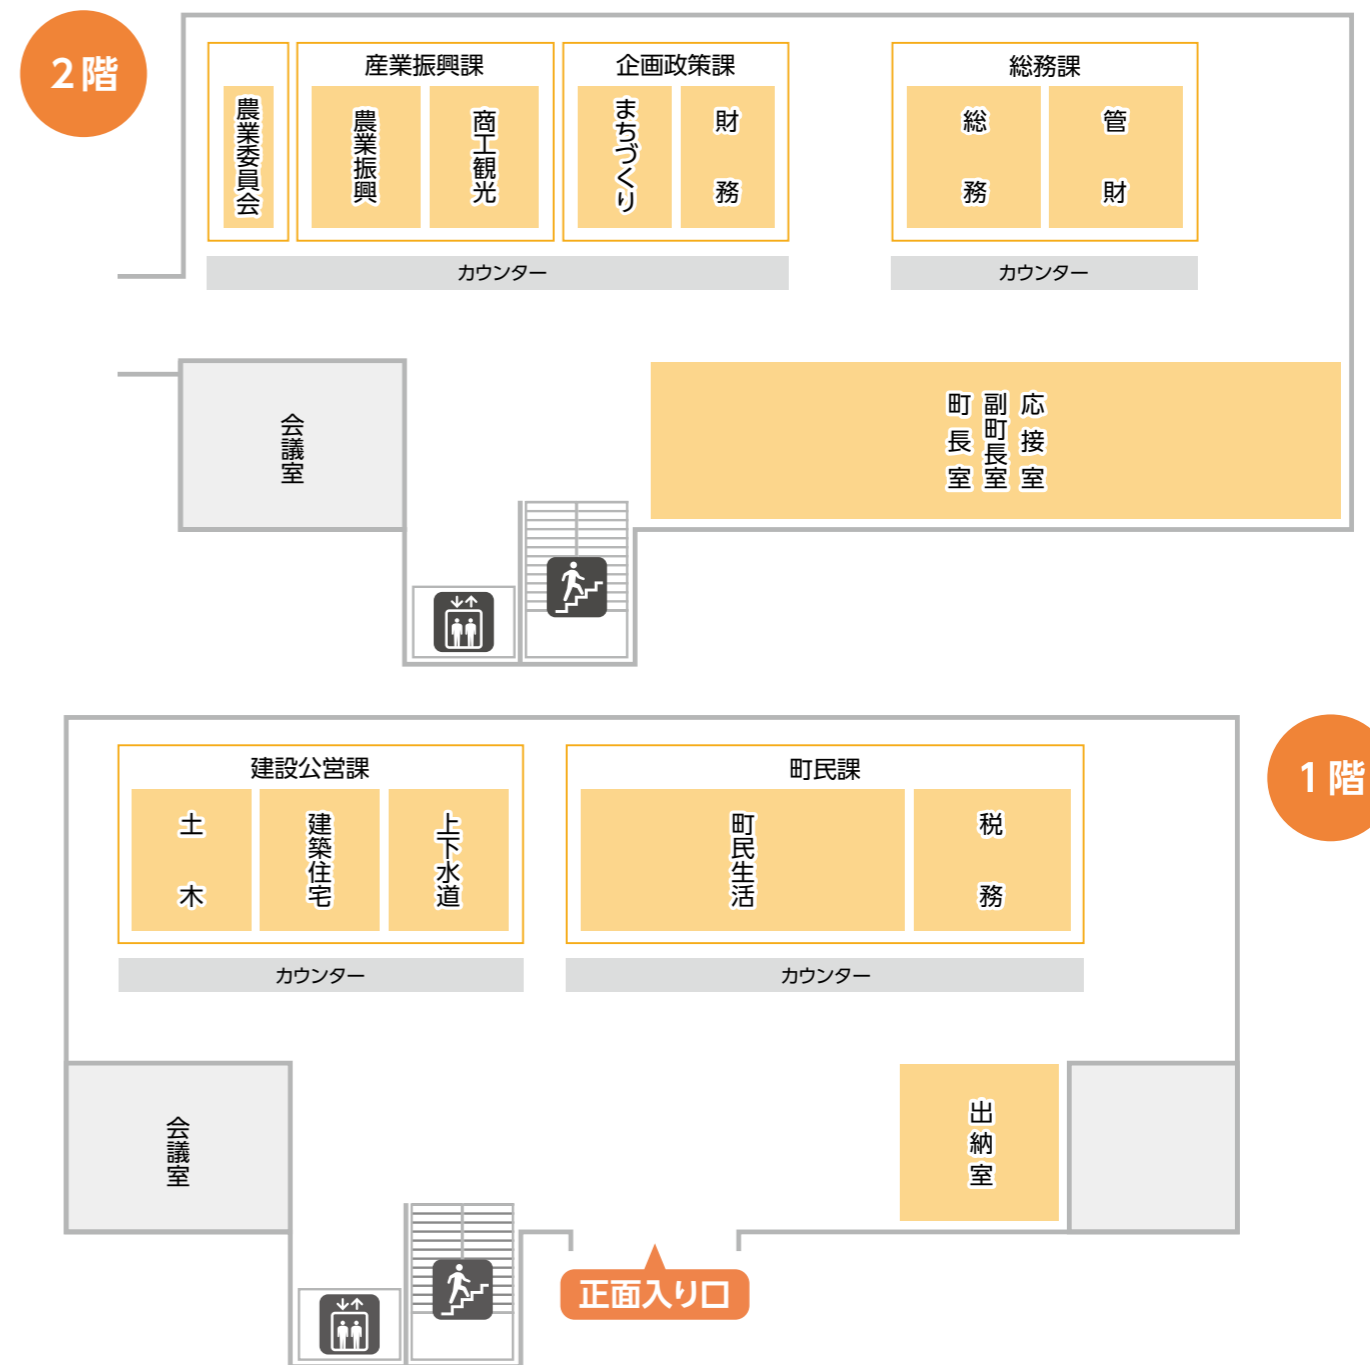 2階
産業振興課
企画政策課
総務課
農業委員会
農業振興
商工観光
まちづくり
財務
総務
管財
カウンター
カウンター
会議室
町長室
副町長室
応接室
1階
建設公営課
町民課
土木
建築住宅
上下水道
町民生活
税務
カウンター
カウンター
会議室
出納室
正面入り口